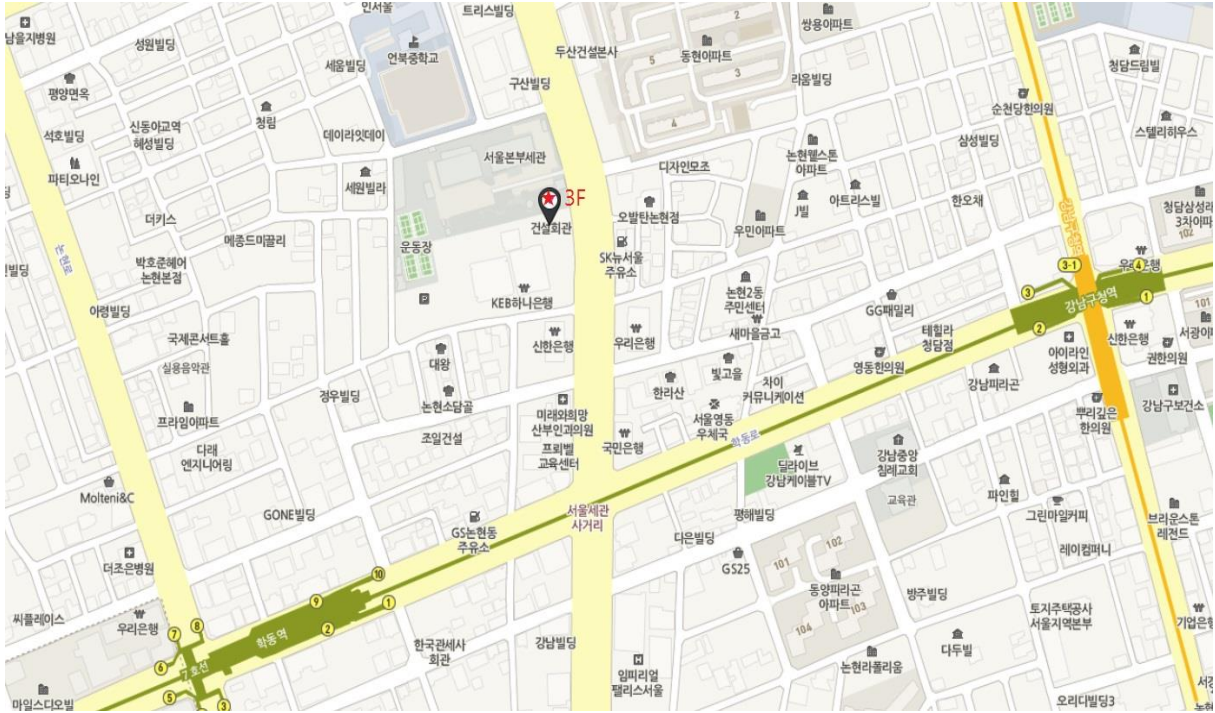 인서울
트리스빌딩
쌍용아파트
남을지병원
성원빌딩
세움빌딩
언북중학교
두산건설본사
동현아파트
2
5
3
4
청담드림빌
평양면옥
구산빌딩
라움빌딩
순천당한의원
석호빌딩
신동아교역
혜성빌딩
청림
데이라잇데이
삼성빌딩
스텔리하우스
파티오나인
세원빌라
서울본부세관
디자인모조
논현웰스톤
아파트
3F
더키스
건설회관
오발탄논현점
우민아파트
J빌
아트리스빌
한오채
강남구청역
청담삼성래
3차아파
102
논현로
메종드미끌리
운동장
SK뉴서울
주유소
빌딩
박호준헤어
논현본점
KEB하나은행
논현2동
주민센터
3-1
4
3
1
2
강남구청역
GG패밀리
아령빌딩
국제콘서트홀
신한은행
우리은행
새마을금고
테힐라
청담점
신한은행
101
서광아파
실용음악관
대왕
빛고을
영동한의원
아이라인
성형외과
권한의원
정우빌딩
논현소담골
한라산
차이
커뮤니케이션
강남피라곤
강남구보건소
프라임아파트
미래와희망
산부인과의원
서울영동
우체국
뿌리깊은
한의원
조일건설
프뢰벨
교육센터
국민은행
학동로
다래
엔지니어링
딜라이브
강남케이블TV
강남중앙
침례교회
Molteni&C
교육관
파인힐
GONE빌딩
서울세관
사거리
평해빌딩
그린마일커피
브라운스톤
레전드
GS논현동
주유소
다은빌딩
레이컴퍼니
더조은병원
GS25
101
102
동양파라곤
아파트
103
104
방주빌딩
10
9
1
2
학동역
씨플레이스
우리은행
8
7
6
5
3
7호선
한국관세사
회관
강남빌딩
토지주택공사
서울지역본부
기업은행
다두빌
임피리얼
팰리스서울
논현라폴리움
마일스디오빌
오리디빌딩3